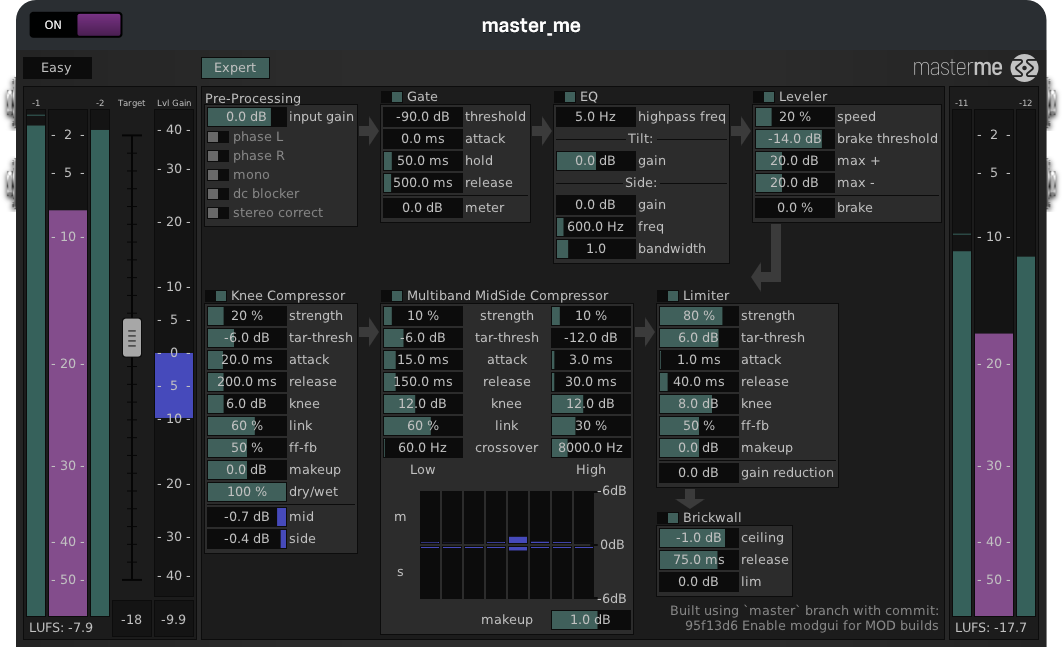 ON
master_me
Easy
Expert
masterme
-1
-2
Target
Lvl Gain
- 2 -
- 5 -
- 10 -
- 20 -
- 30 -
- 40 -
- 50 -
LUFS: -7.9
- 40 -
- 30 -
- 20 -
- 10 -
- 5 -
- 0 -
- 5 -
- 10 -
- 20 -
- 30 -
- 40 -
-18
-9.9
Pre-Processing
0.0 dB input gain
phase L
phase R
mono
dc blocker
stereo correct
Gate
-90.0 dB threshold
0.0 ms attack
50.0 ms hold
500.0 ms release
0.0 dB meter
EQ
5.0 Hz highpass freq
Tilt:
0.0 dB gain
Side:
0.0 dB gain
600.0 Hz freq
1.0 bandwidth
Leveler
20 % speed
-14.0 dB brake threshold
20.0 dB max +
20.0 dB max -
0.0 % brake
Knee Compressor
20 % strength
-6.0 dB tar-thresh
20.0 ms attack
200.0 ms release
6.0 dB knee
60 % link
50 % ff-fb
0.0 dB makeup
100 % dry/wet
-0.7 dB mid
-0.4 dB side
Multiband MidSide Compressor
10 % strength 10 %
-6.0 dB tar-thresh -12.0 dB
15.0 ms attack 3.0 ms
150.0 ms release 30.0 ms
12.0 dB knee 12.0 dB
60 % link 30 %
60.0 Hz crossover 8000.0 Hz
Low High
-6dB
m
0dB
s
-6dB
makeup 1.0 dB
Limiter
80 % strength
6.0 dB tar-thresh
1.0 ms attack
40.0 ms release
8.0 dB knee
50 % ff-fb
0.0 dB makeup
0.0 dB gain reduction
Brickwall
-1.0 dB ceiling
75.0 ms release
0.0 dB lim
Built using `master` branch with commit:
95f13d6 Enable modgui for MOD builds
-11
-12
- 2 -
- 5 -
- 10 -
- 20 -
- 30 -
- 40 -
- 50 -
LUFS: -17.7